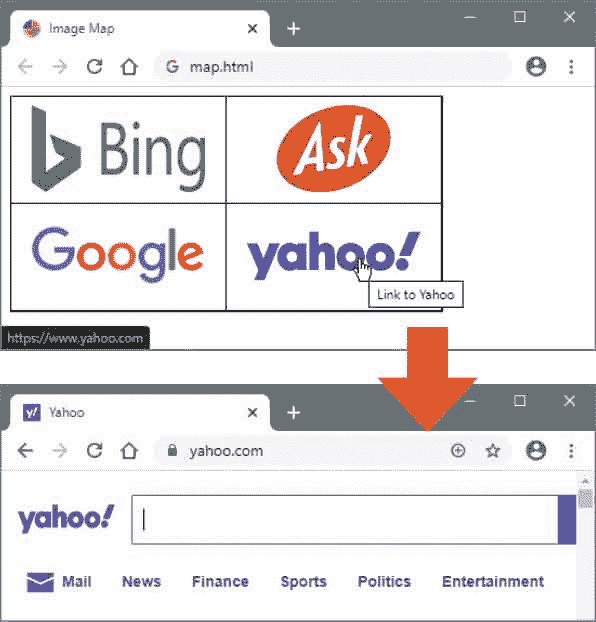 Image Map
map.html
Bing
Ask
Google
yahoo!
Link to Yahoo
https://www.yahoo.com
y! Yahoo
yahoo.com
yahoo!
Mail News Finance Sports Politics Entertainment